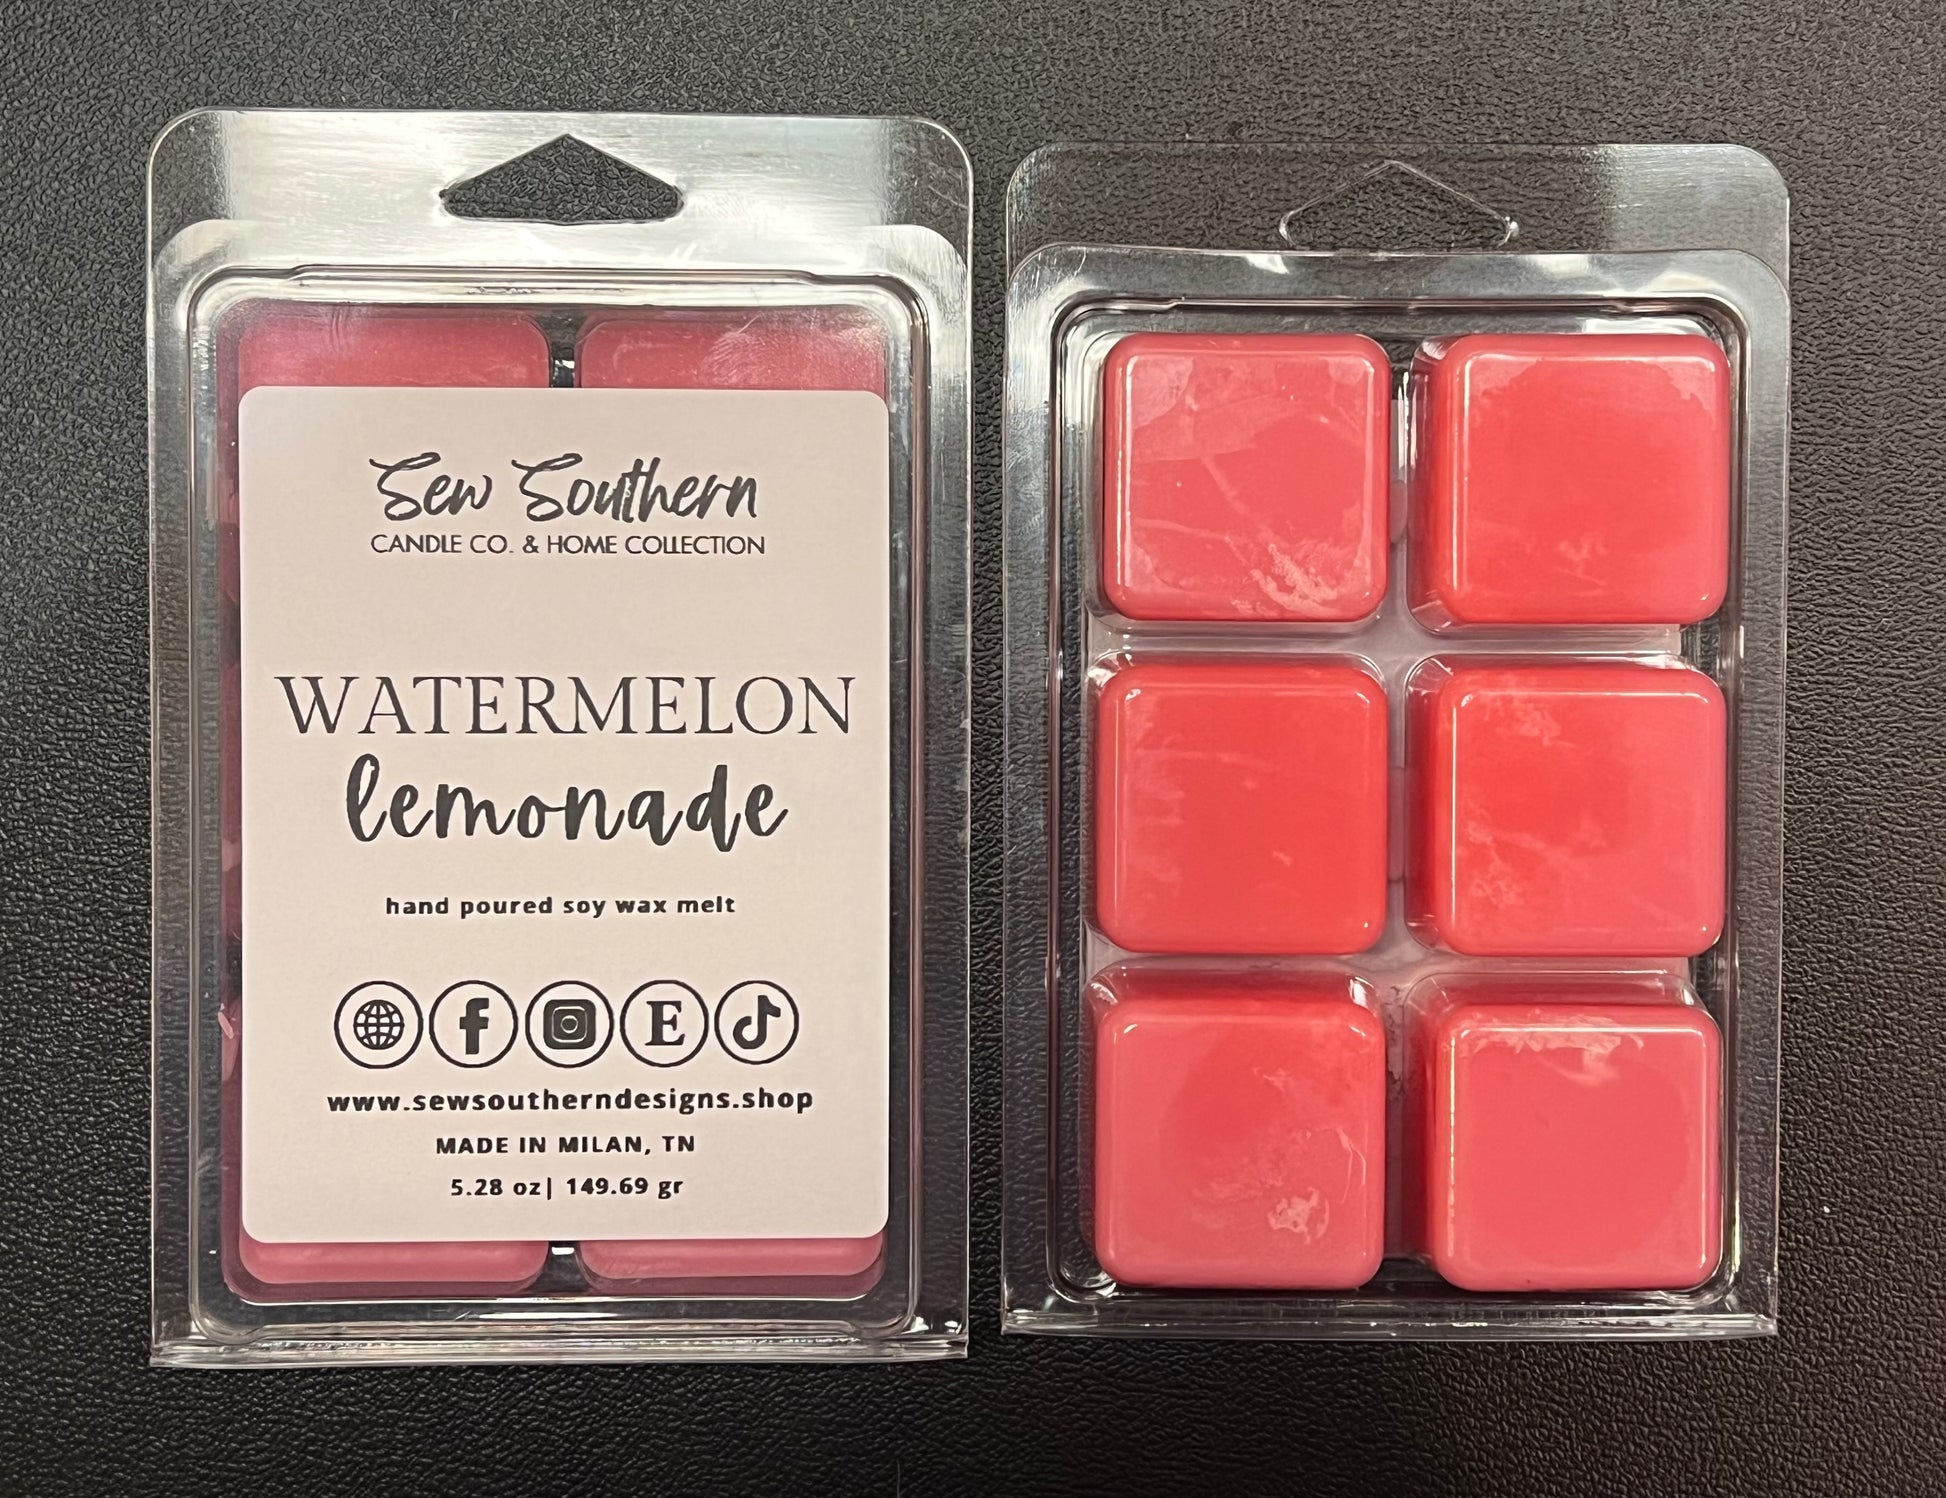 Sew Southern
CANDLE CO. & HOME COLLECTION
WATERMELON
lemonade
hand poured soy wax melt
f E
www.sewsoutherndesigns.shop
MADE IN MILAN, TN
5.28 oz| 149.69 gr